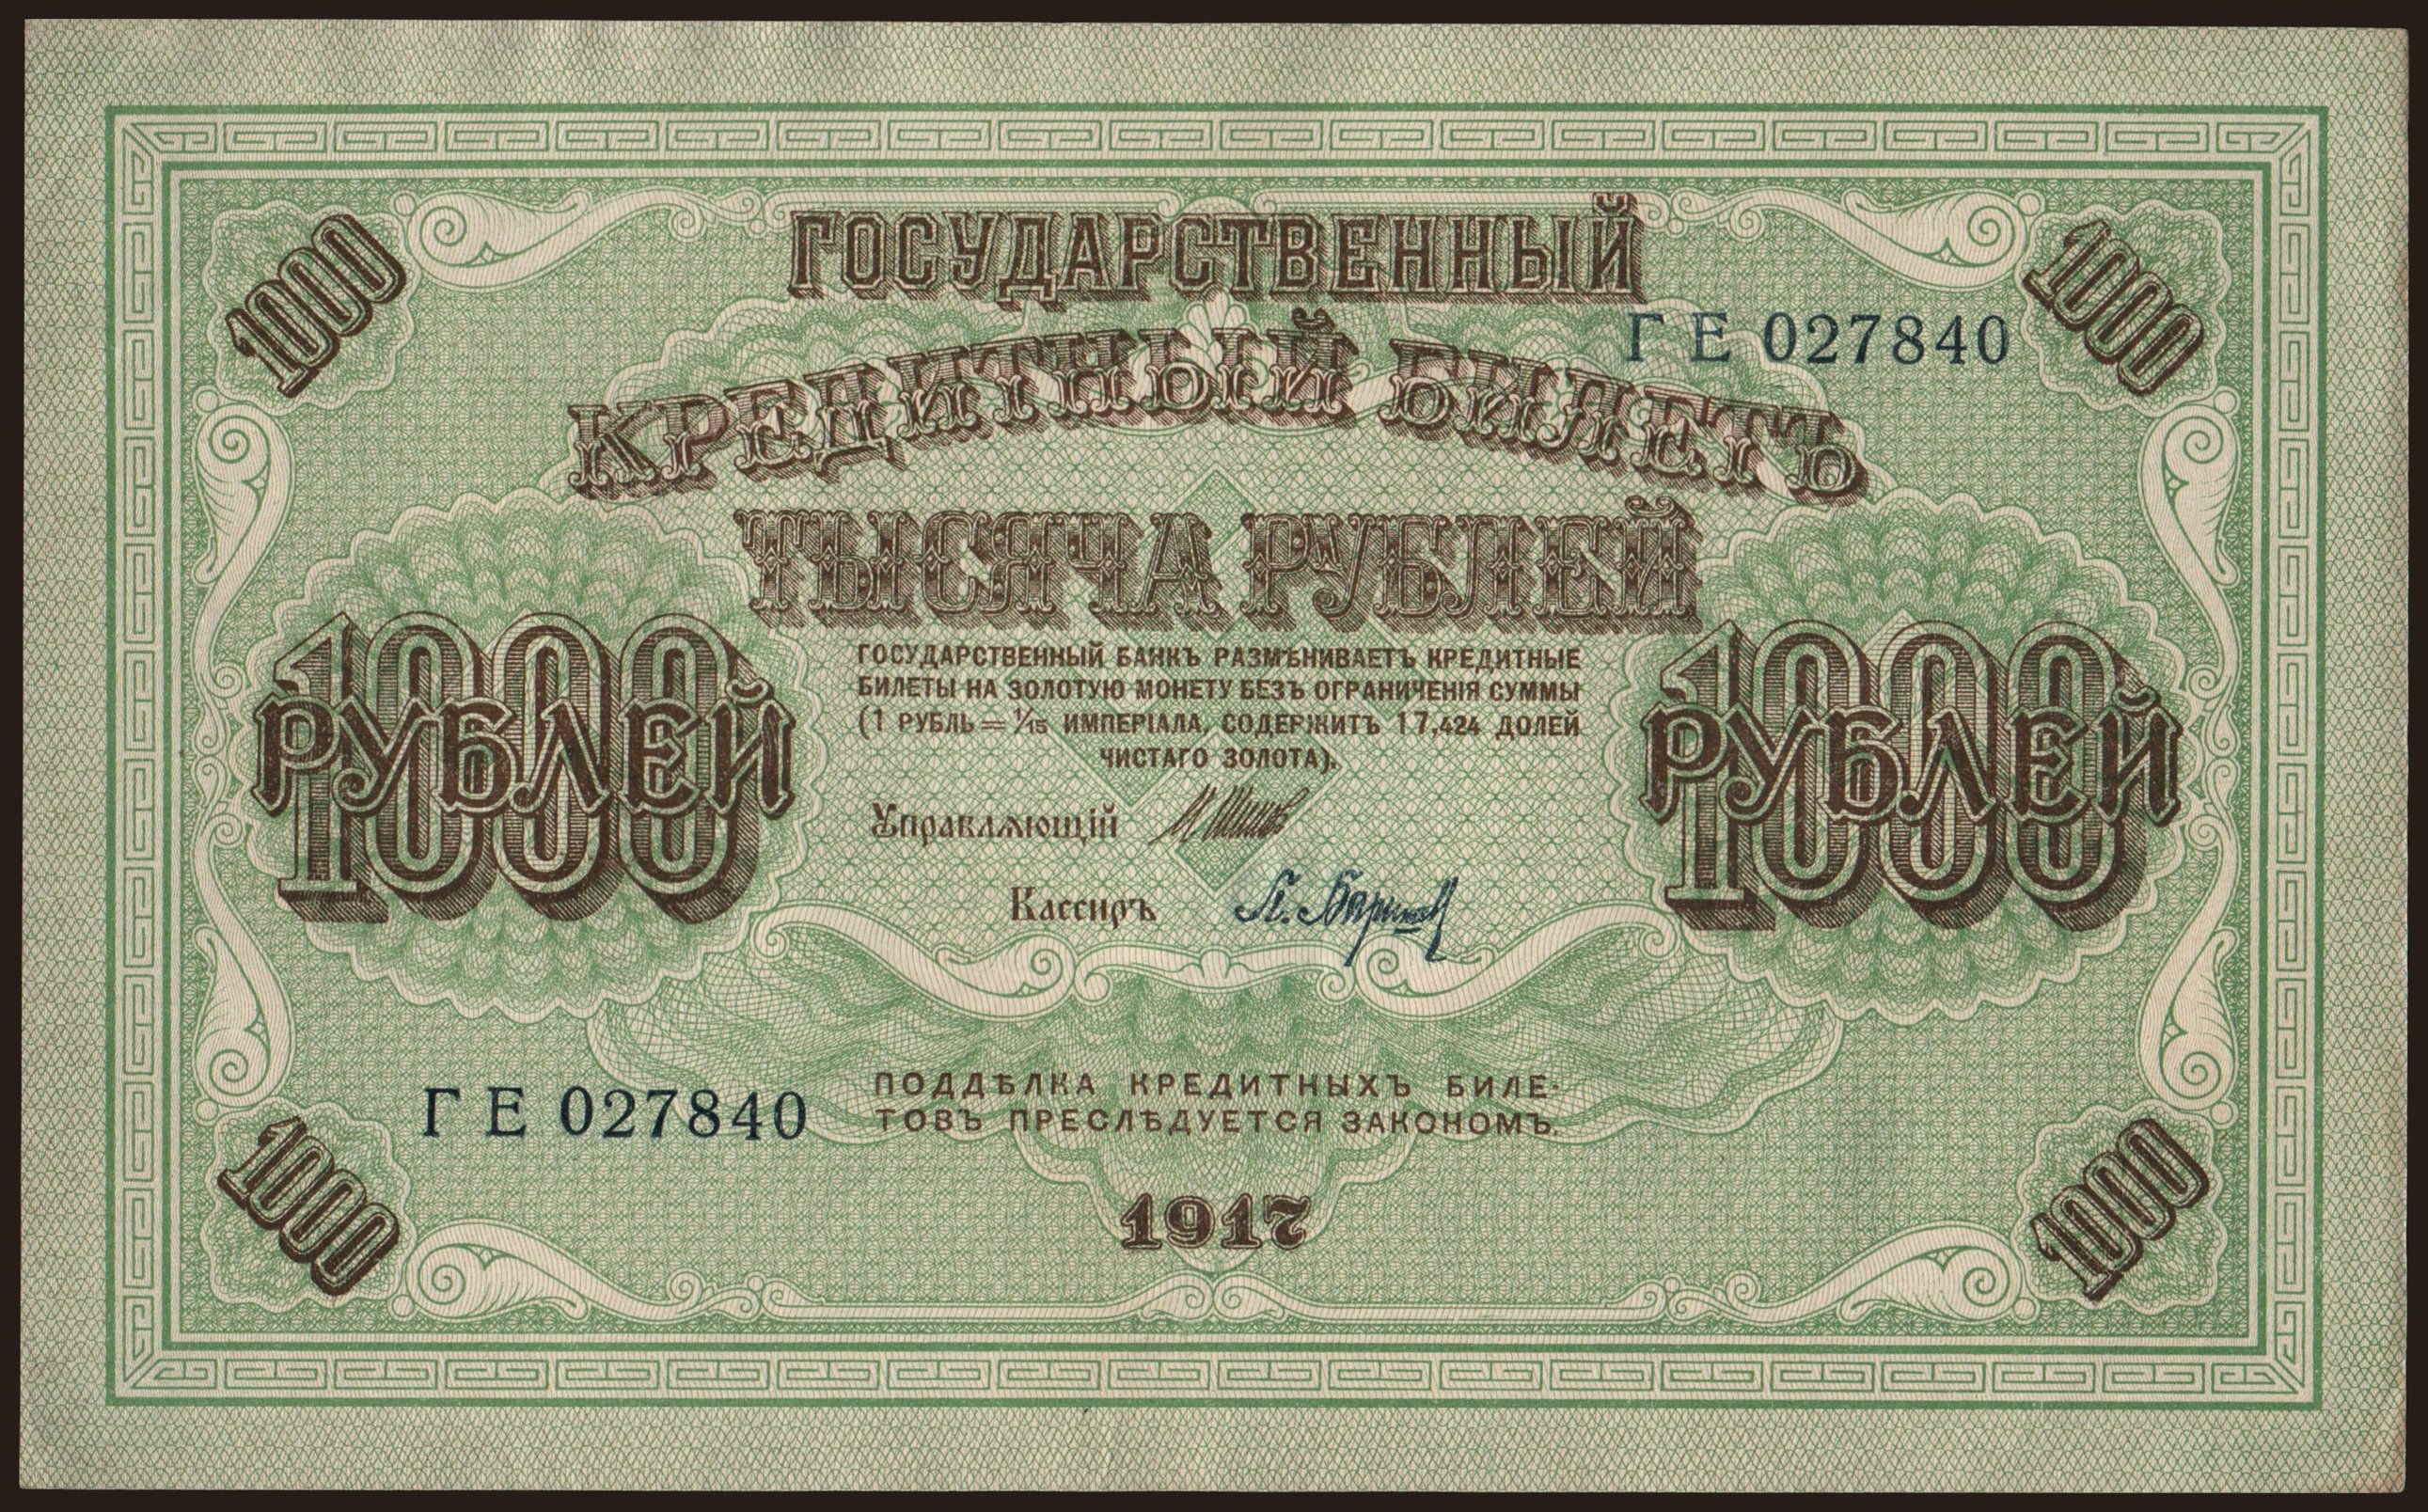 1000
ГОСУДАРСТВЕННЫЙ
1000
ГЕ 027840
КРЕДИТНЫЙ БИЛЕТЪ
ТЫСЯЧА РУБЛЕЙ
1000
РУБЛЕЙ
ГОСУДАРСТВЕННЫЙ БАНКЪ РАЗМѢНИВАЕТЪ КРЕДИТНЫЕ
БИЛЕТЫ НА ЗОЛОТУЮ МОНЕТУ БЕЗЪ ОГРАНИЧЕНІЯ СУММЫ
(1 РУБЛЬ = 1/15 ИМПЕРІАЛА, СОДЕРЖИТЪ 17,424 ДОЛЕЙ
ЧИСТАГО ЗОЛОТА).
1000
РУБЛЕЙ
Управляющій
Кассиръ
ГЕ 027840
ПОДДѢЛКА КРЕДИТНЫХЪ БИЛЕ-
ТОВЪ ПРЕСЛѢДУЕТСЯ ЗАКОНОМЪ.
1000
1917
1000